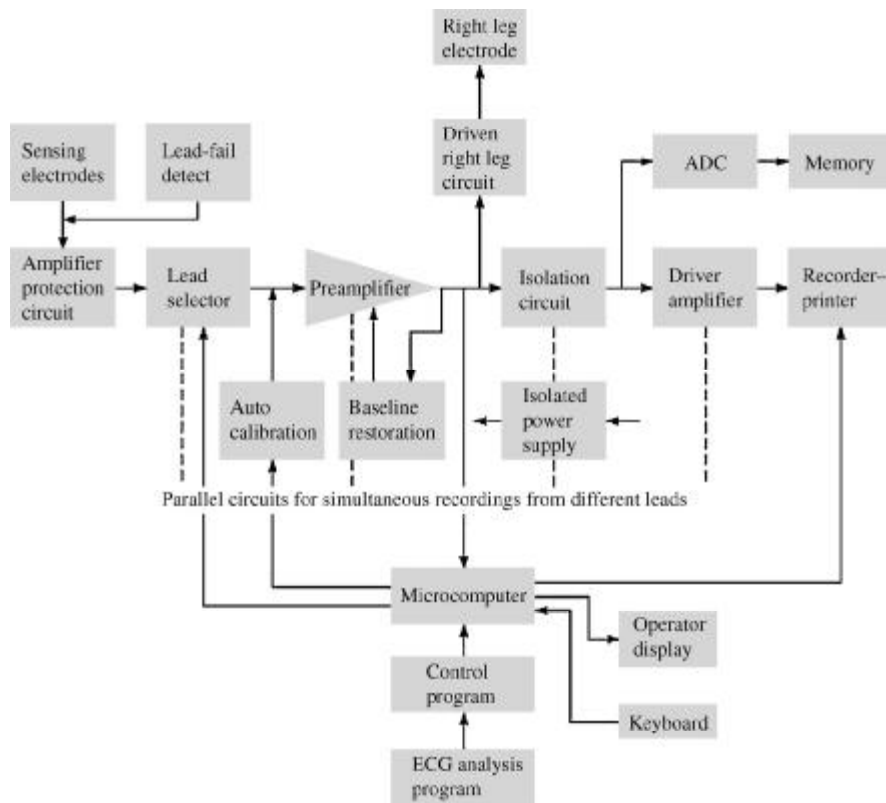 Right leg
electrode
Driven
right leg
circuit
Sensing
electrodes
Lead-fail
detect
ADC
Memory
Amplifier
protection
circuit
Lead
selector
Preamplifier
Isolation
circuit
Driver
amplifier
Recorder–
printer
Auto
calibration
Baseline
restoration
Isolated
power
supply
Parallel circuits for simultaneous recordings from different leads
Microcomputer
Operator
display
Control
program
Keyboard
ECG analysis
program